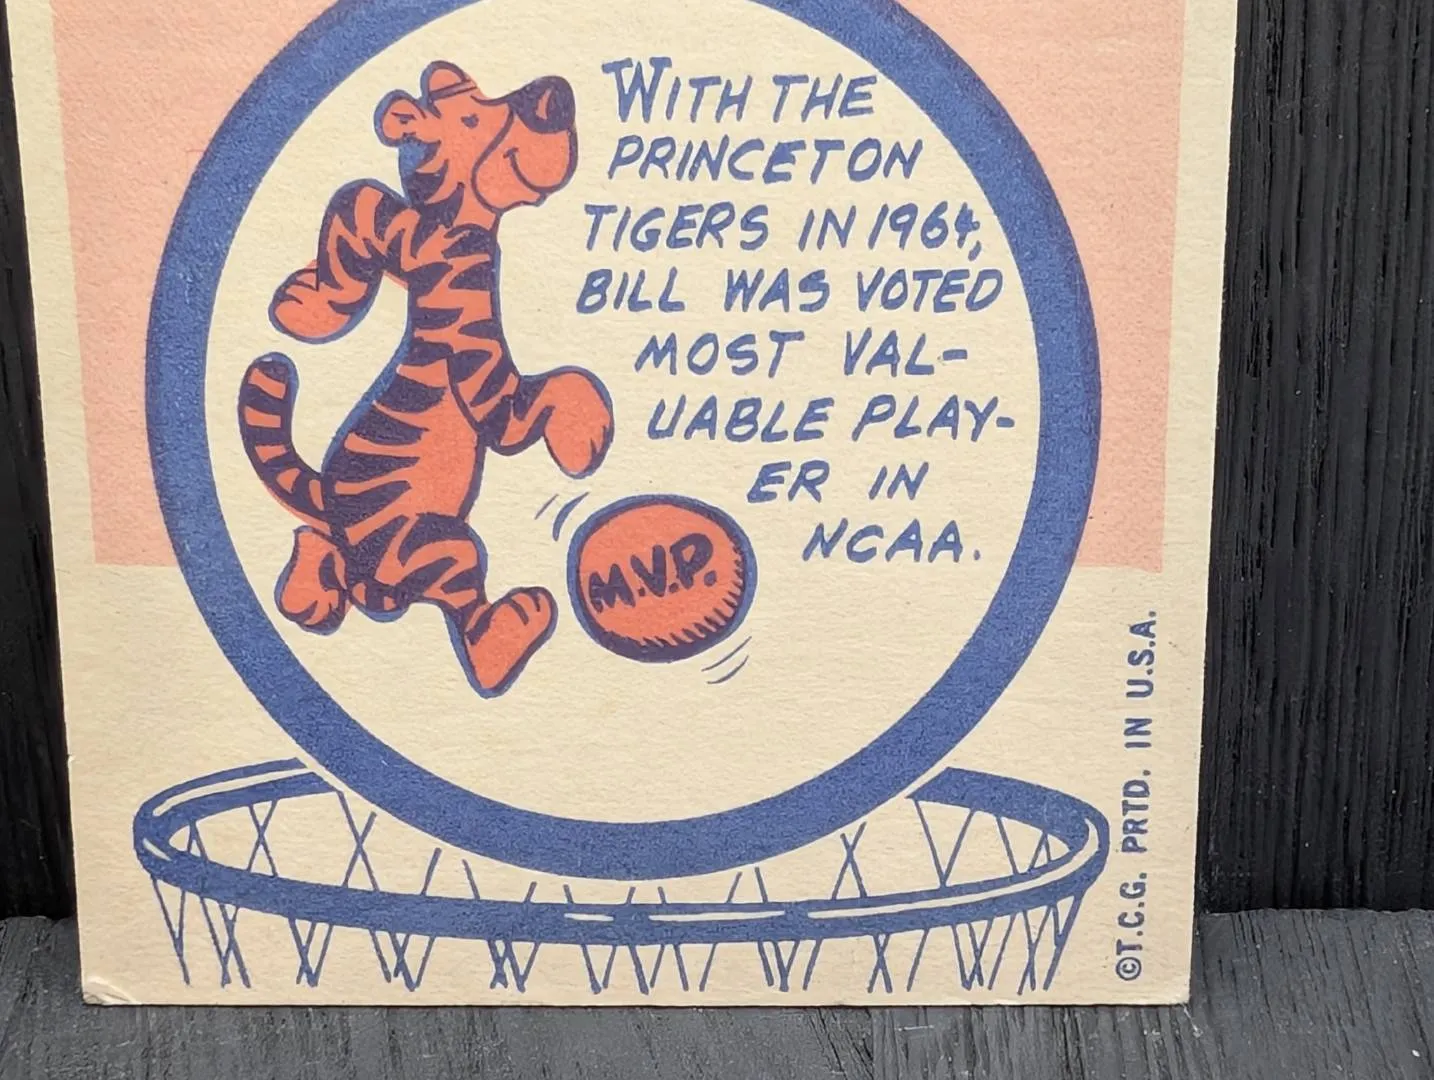 WITH THE
PRINCETON
TIGERS IN 1964,
BILL WAS VOTED
MOST VAL-
UABLE PLAY-
ER IN
NCAA.
M.V.P.
©T.C.G. PRTD. IN U.S.A.